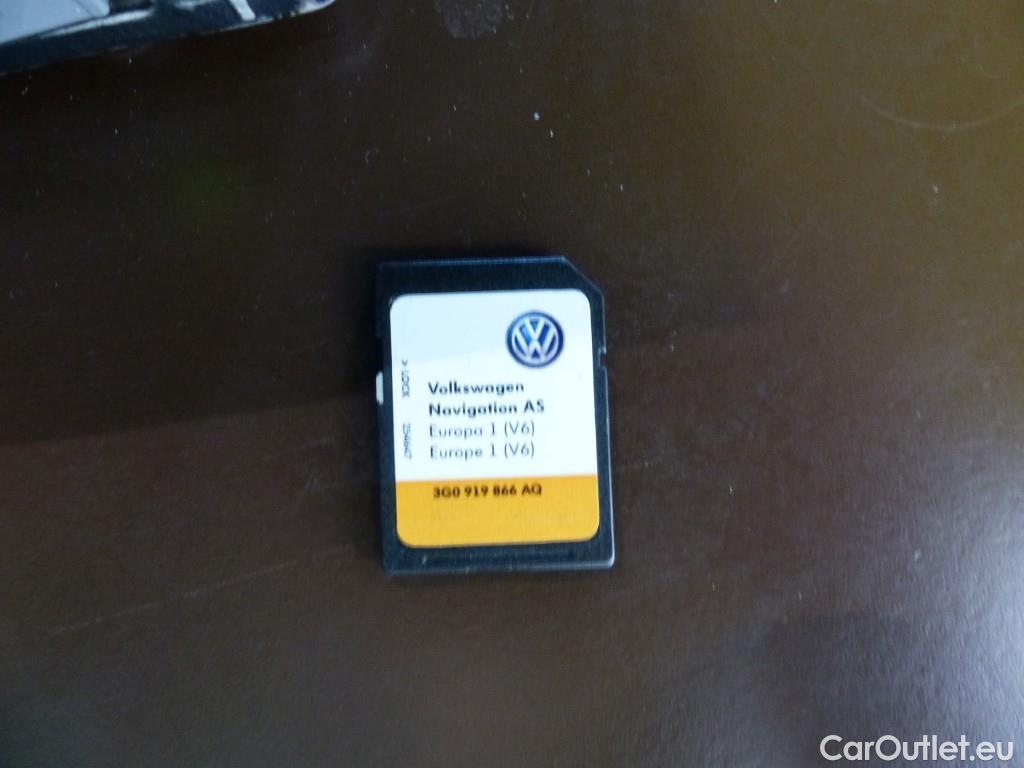 Volkswagen
Navigation AS
Europa 1 (V6)
Europe 1 (V6)
3G0 919 866 AQ
> LOCK
CarOutlet.eu